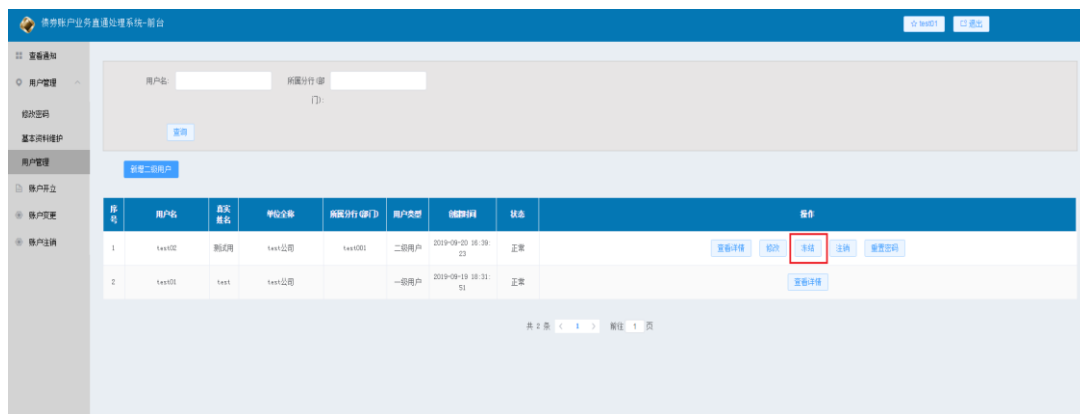 债券账户业务直通处理系统-前台
test01
退出
查看通知
用户管理
修改密码
基本资料维护
用户管理
账户开立
账户变更
账户注销
用户名:
所属分行(部
门):
查询
新增二级用户
序号 用户名 真实姓名 单位全称 所属分行(部门) 用户类型 创建时间 状态 操作
1 test02 测试用 test公司 test001 二级用户 2019-09-20 16:39:23 正常 查看详情 修改 冻结 注销 重置密码
2 test01 test test公司 一级用户 2019-09-19 18:31:51 正常 查看详情
共 2 条 < 1 > 前往 1 页